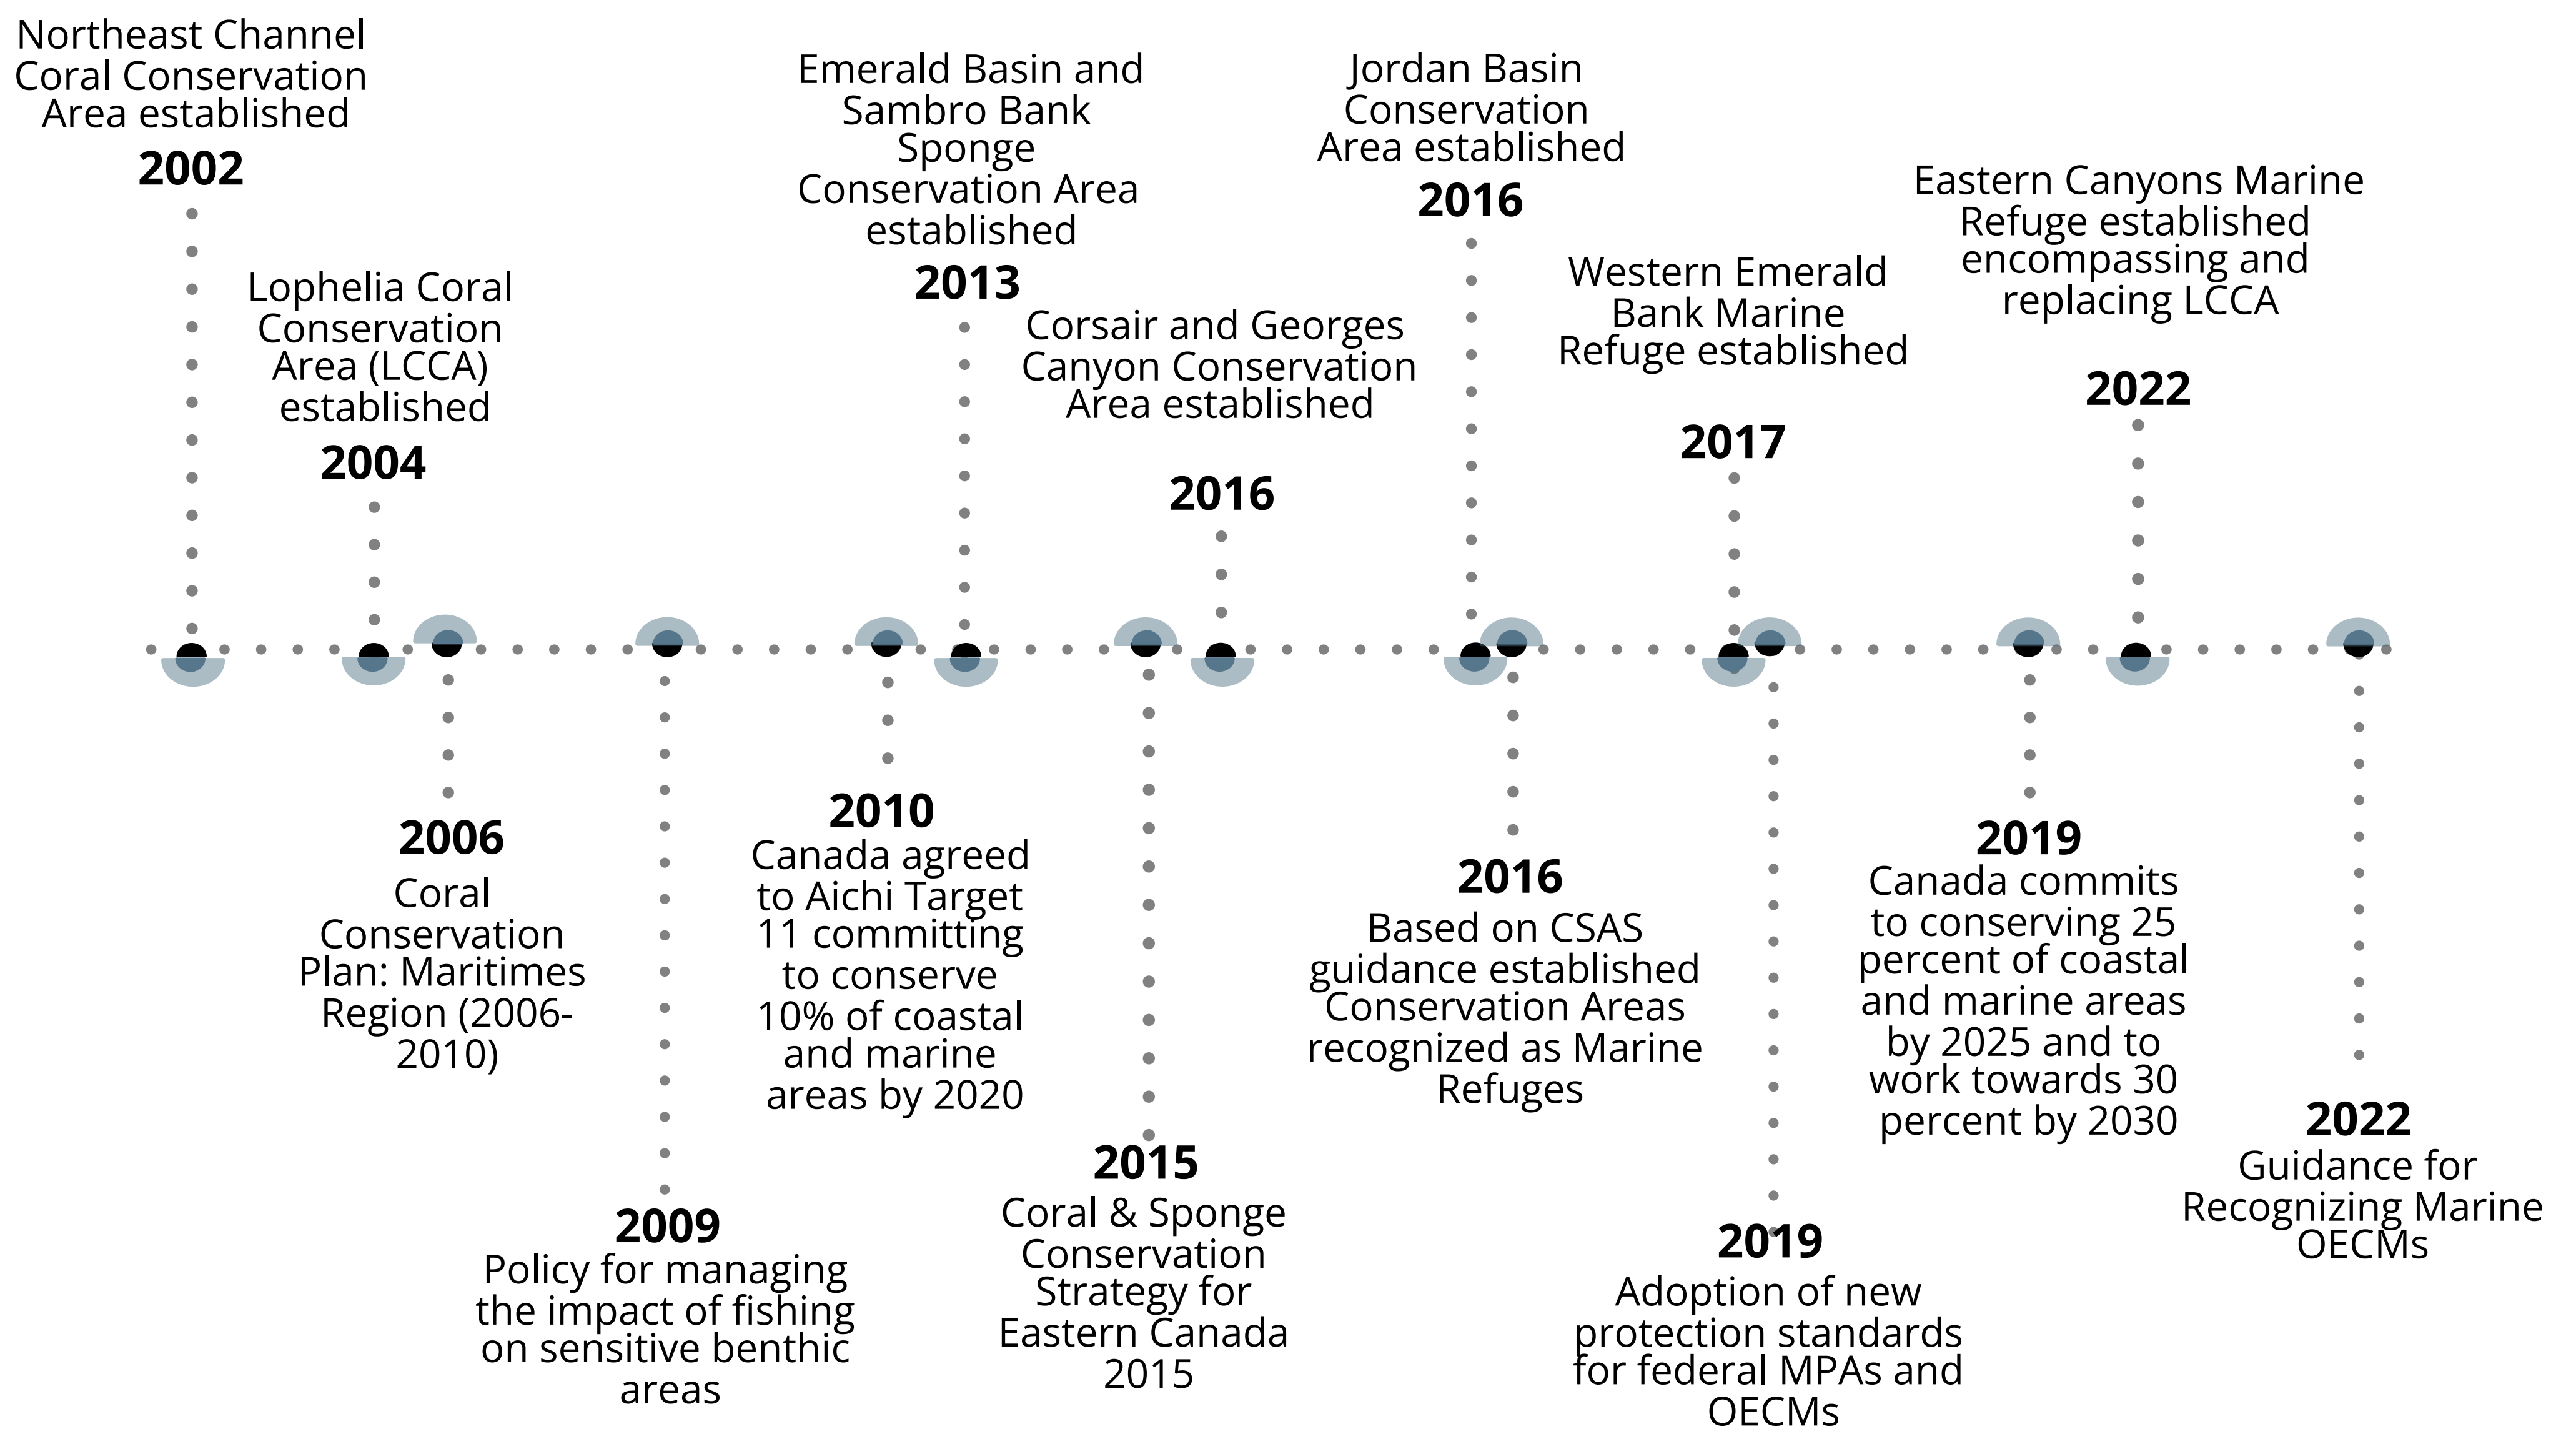 Northeast Channel
Coral Conservation
Area established
2002
Lophelia Coral
Conservation
Area (LCCA)
established
2004
Emerald Basin and
Sambro Bank
Sponge
Conservation Area
established
2013
Corsair and Georges
Canyon Conservation
Area established
2016
Jordan Basin
Conservation
Area established
2016
Western Emerald
Bank Marine
Refuge established
2017
Eastern Canyons Marine
Refuge established
encompassing and
replacing LCCA
2022
2006
Coral
Conservation
Plan: Maritimes
Region (2006-
2010)
2009
Policy for managing
the impact of fishing
on sensitive benthic
areas
2010
Canada agreed
to Aichi Target
11 committing
to conserve
10% of coastal
and marine
areas by 2020
2015
Coral & Sponge
Conservation
Strategy for
Eastern Canada
2015
2016
Based on CSAS
guidance established
Conservation Areas
recognized as Marine
Refuges
2019
Adoption of new
protection standards
for federal MPAs and
OECMs
2019
Canada commits
to conserving 25
percent of coastal
and marine areas
by 2025 and to
work towards 30
percent by 2030
2022
Guidance for
Recognizing Marine
OECMs